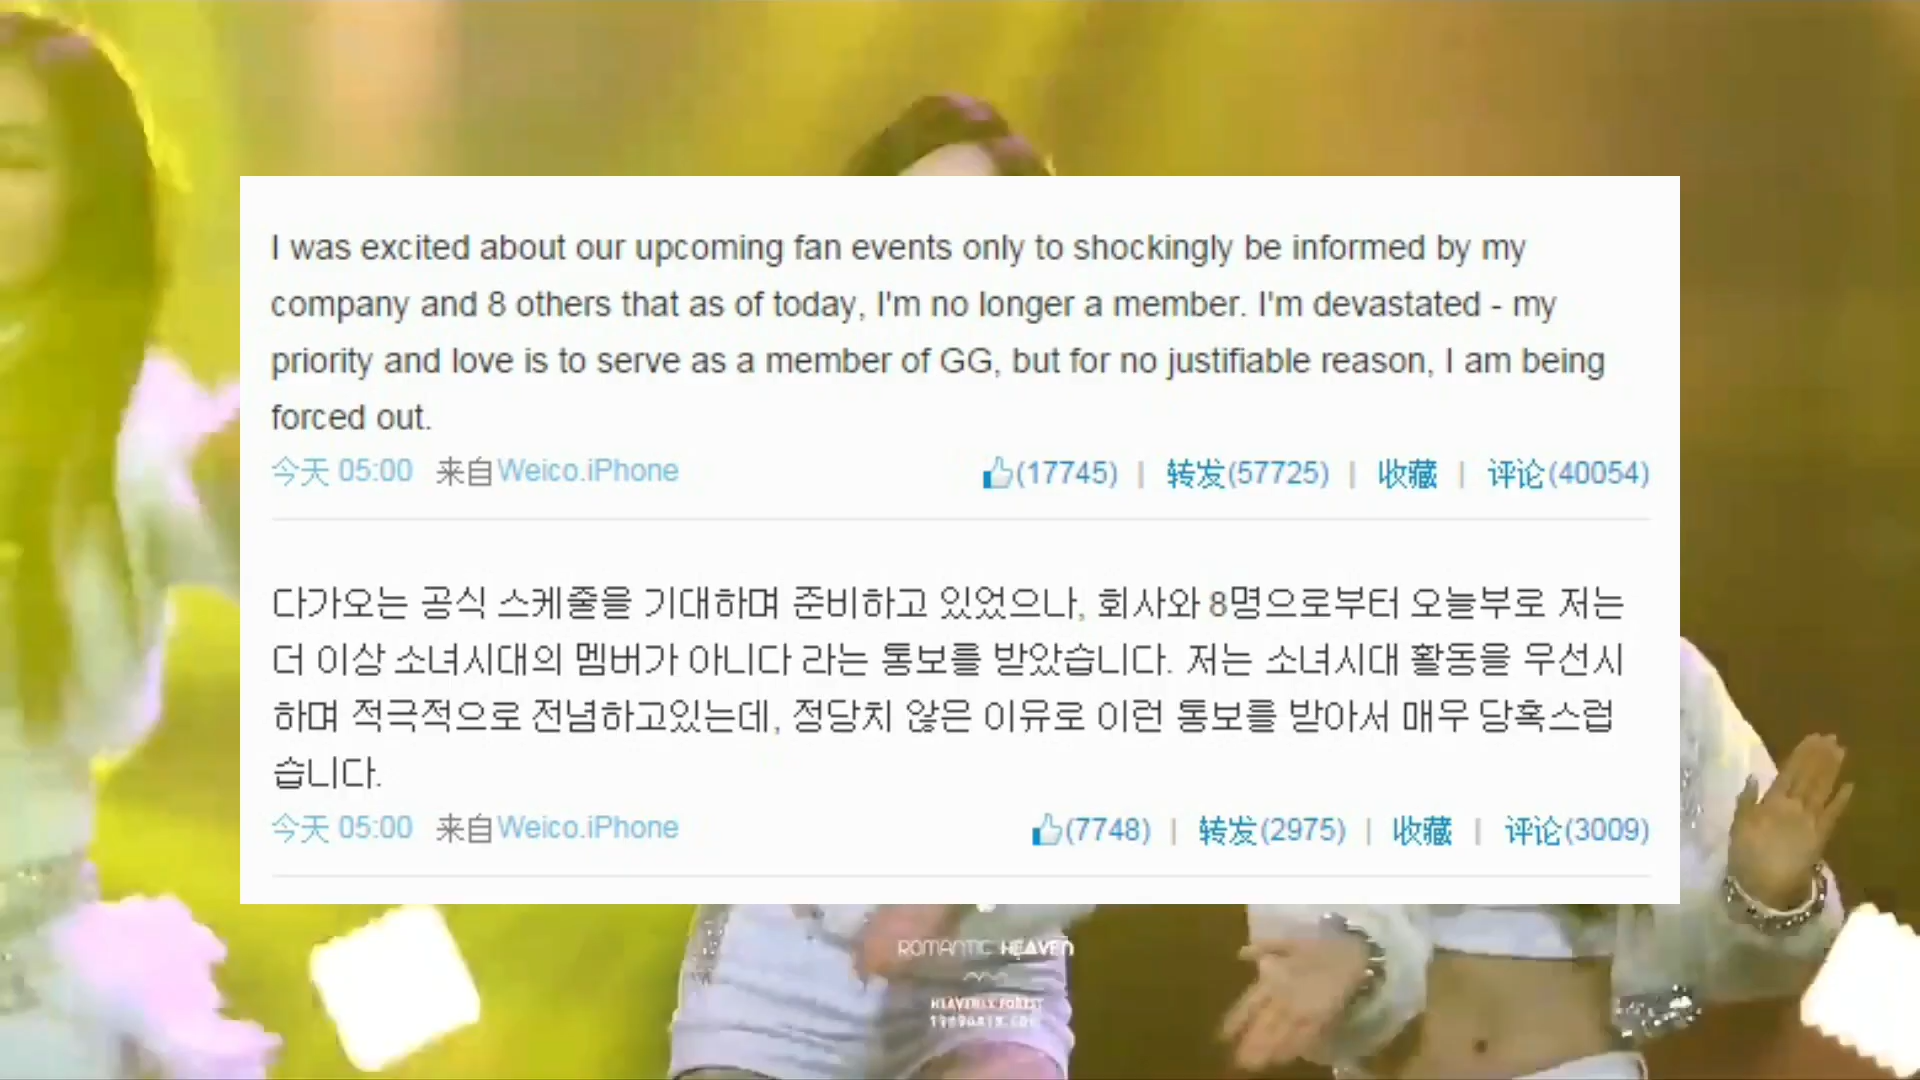 I was excited about our upcoming fan events only to shockingly be informed by my
company and 8 others that as of today, I'm no longer a member. I'm devastated - my
priority and love is to serve as a member of GG, but for no justifiable reason, I am being
forced out.
今天 05:00 来自Weico.iPhone (17745) | 转发(57725) | 收藏 | 评论(40054)
다가오는 공식 스케줄을 기대하며 준비하고 있었으나, 회사와 8명으로부터 오늘부로 저는
더 이상 소녀시대의 멤버가 아니다 라는 통보를 받았습니다. 저는 소녀시대 활동을 우선시
하며 적극적으로 전념하고있는데, 정당치 않은 이유로 이런 통보를 받아서 매우 당혹스럽
습니다.
今天 05:00 来自Weico.iPhone (7748) | 转发(2975) | 收藏 | 评论(3009)
ROMANTIC HEAVEN
HEAVENLY FOREST